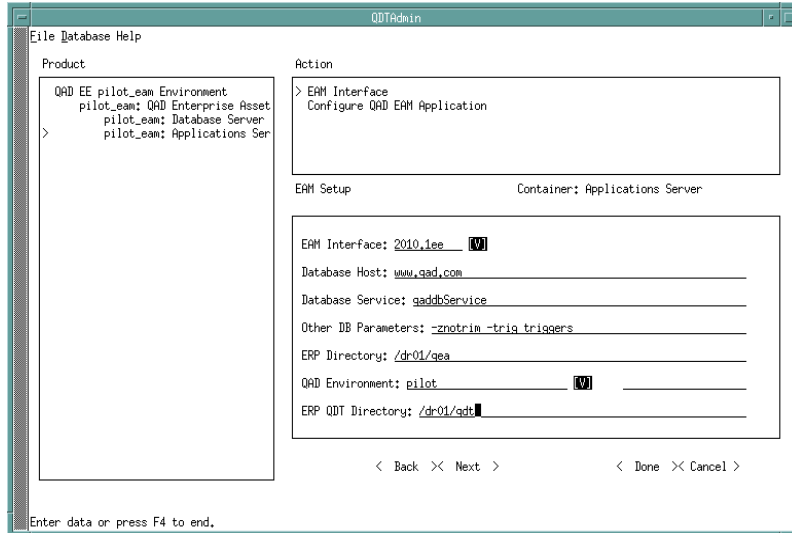 QDTAdmin
File Database Help
Product
QAD EE pilot_eam Environment
pilot_eam: QAD Enterprise Asset
pilot_eam: Database Server
> pilot_eam: Applications Ser
Action
> EAM Interface
Configure QAD EAM Application
EAM Setup Container: Applications Server
EAM Interface: 2010.1ee [V]
Database Host: www.qad.com
Database Service: qaddbService
Other DB Parameters: -znotrim -trig triggers
ERP Directory: /dr01/qea
QAD Environment: pilot [V]
ERP QDT Directory: /dr01/qdt
< Back >< Next > < Done >< Cancel >
Enter data or press F4 to end.